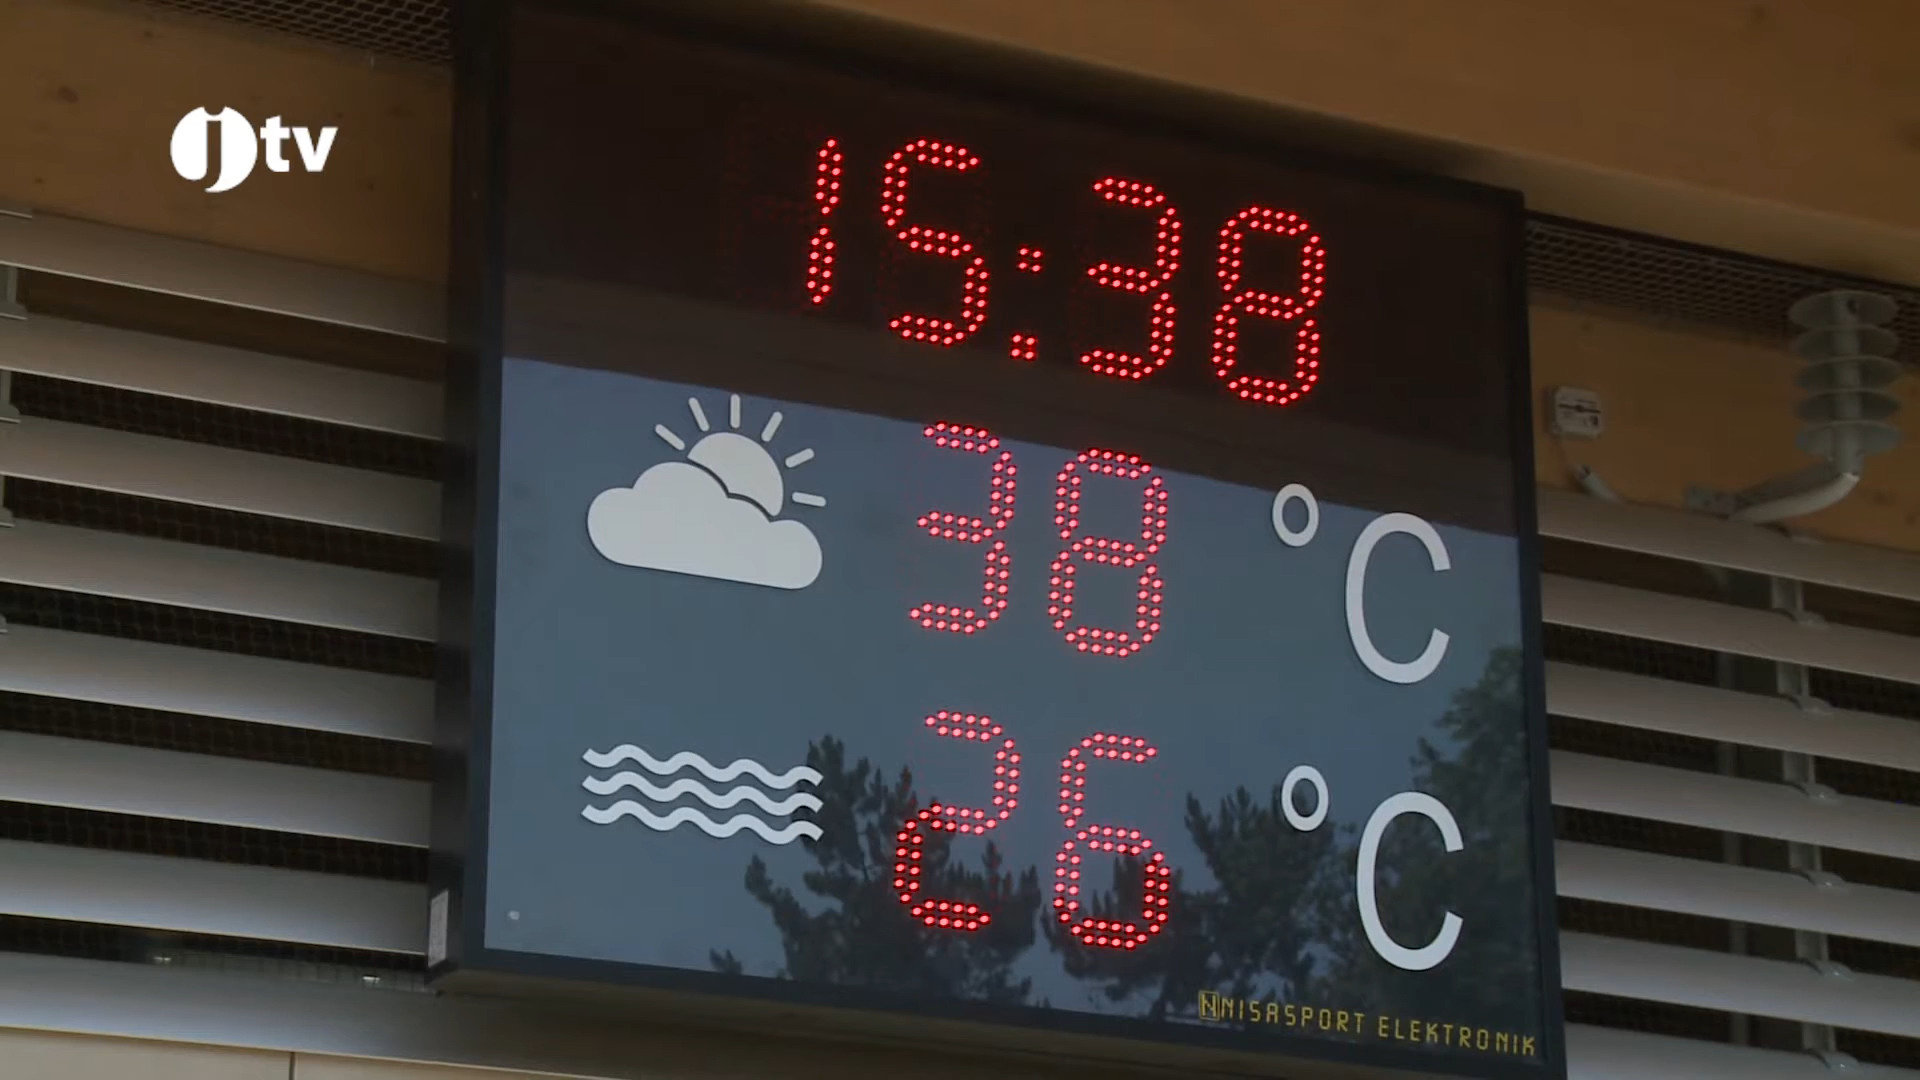 jtv
15:38
38 °C
26 °C
NISASPORT ELEKTRONIK